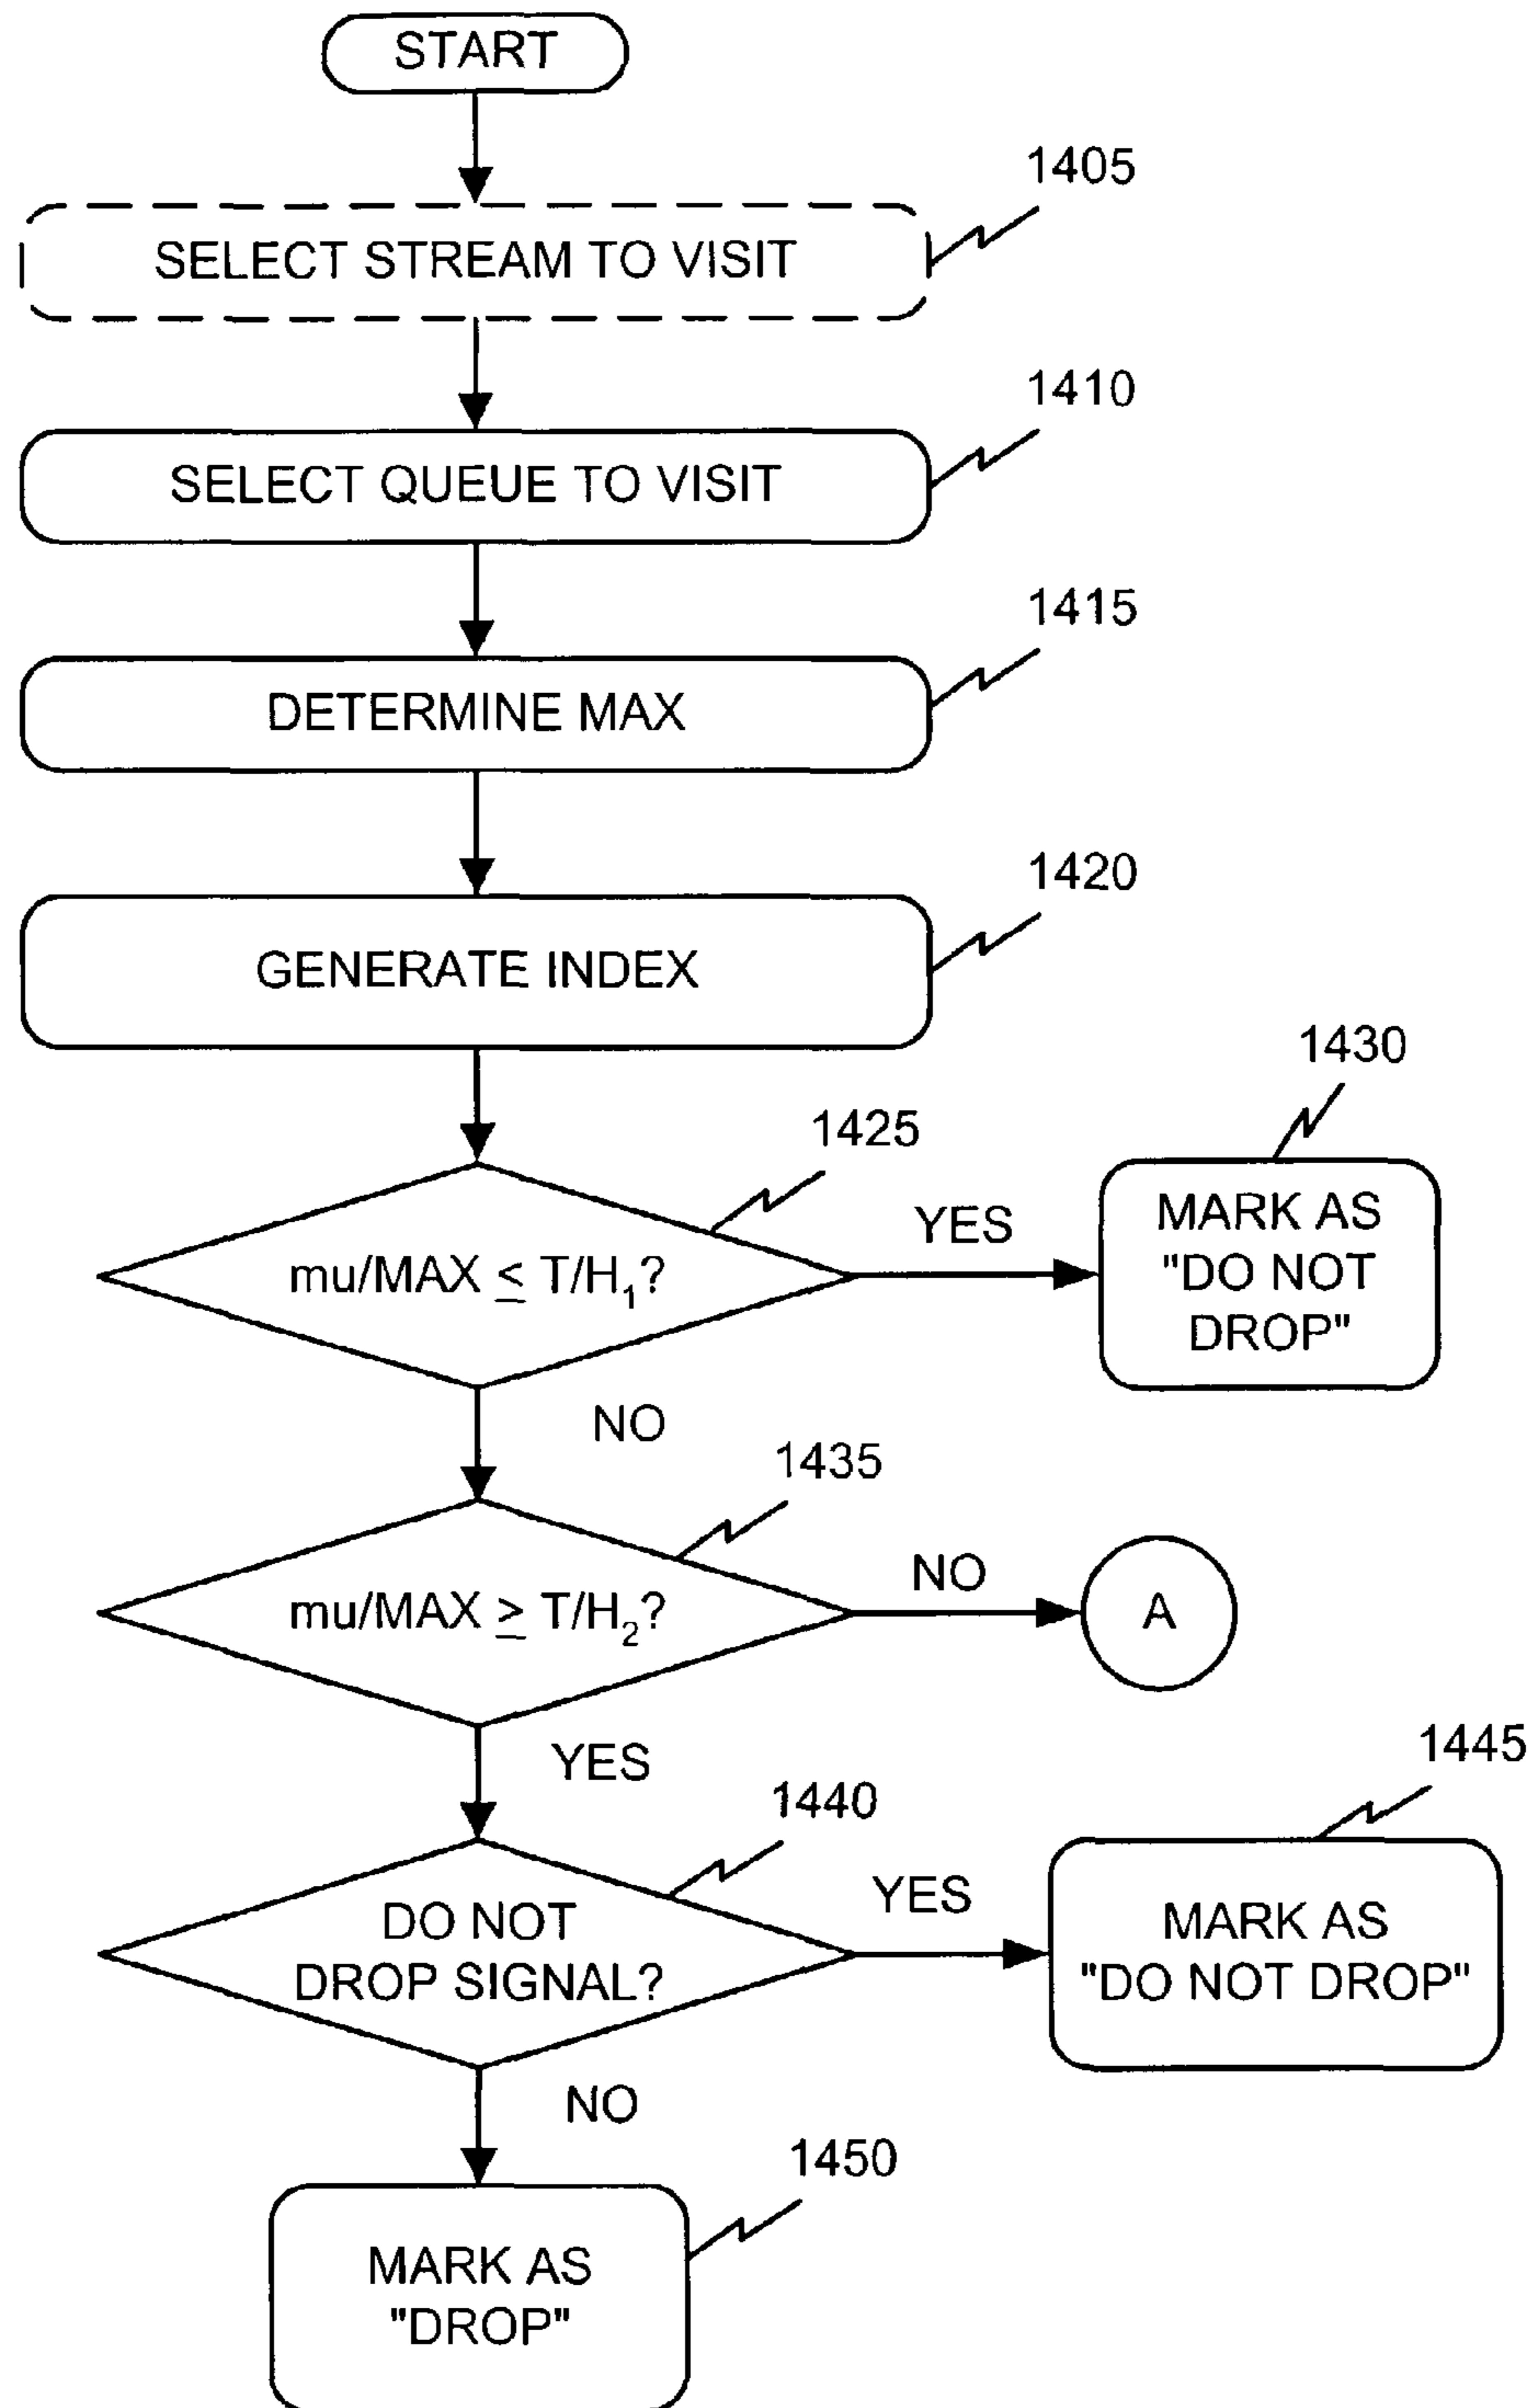 START
1405
SELECT STREAM TO VISIT
1410
SELECT QUEUE TO VISIT
1415
DETERMINE MAX
1420
GENERATE INDEX
1430
1425
YES
MARK AS
"DO NOT
DROP"
mu/MAX ≤ T/H₁?
NO
1435
NO
mu/MAX ≥ T/H₂?
A
YES
1445
1440
YES
DO NOT
DROP SIGNAL?
MARK AS
"DO NOT DROP"
NO
1450
MARK AS
"DROP"